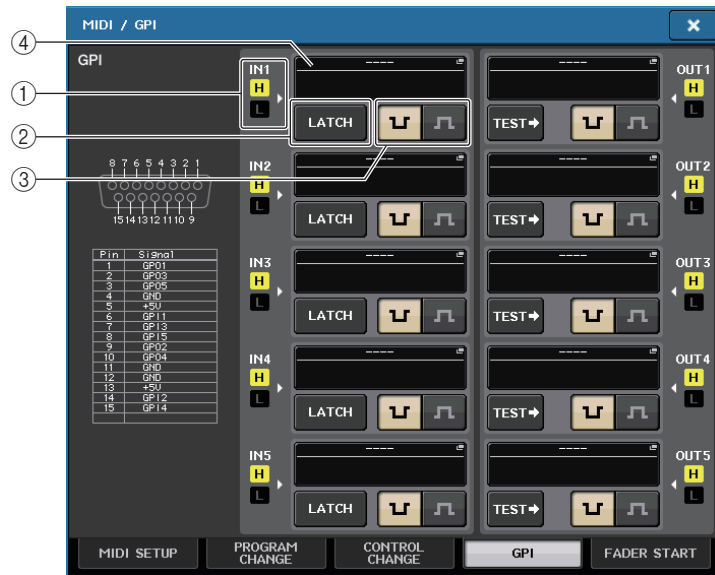 MIDI / GPI
×
GPI
④
①
②
③
IN1
H
L
----
LATCH
----
TEST
OUT1
H
L
8 7 6 5 4 3 2 1
15 14 13 12 11 10 9
IN2
H
L
----
LATCH
----
TEST
OUT2
H
L
Pin Signal
1 GPO1
2 GPO3
3 GPO5
4 GND
5 +5V
6 GPI1
7 GPI3
8 GPI5
9 GPO2
10 GPO4
11 GND
12 GND
13 +5V
14 GPI2
15 GPI4
IN3
H
L
----
LATCH
----
TEST
OUT3
H
L
IN4
H
L
----
LATCH
----
TEST
OUT4
H
L
IN5
H
L
----
LATCH
----
TEST
OUT5
H
L
MIDI SETUP
PROGRAM
CHANGE
CONTROL
CHANGE
GPI
FADER START